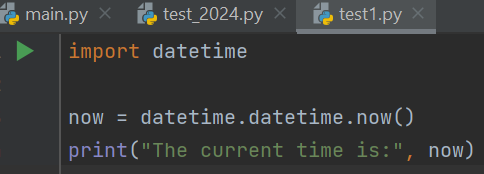 main.py test_2024.py test1.py
import datetime
now = datetime.datetime.now()
print("The current time is:", now)